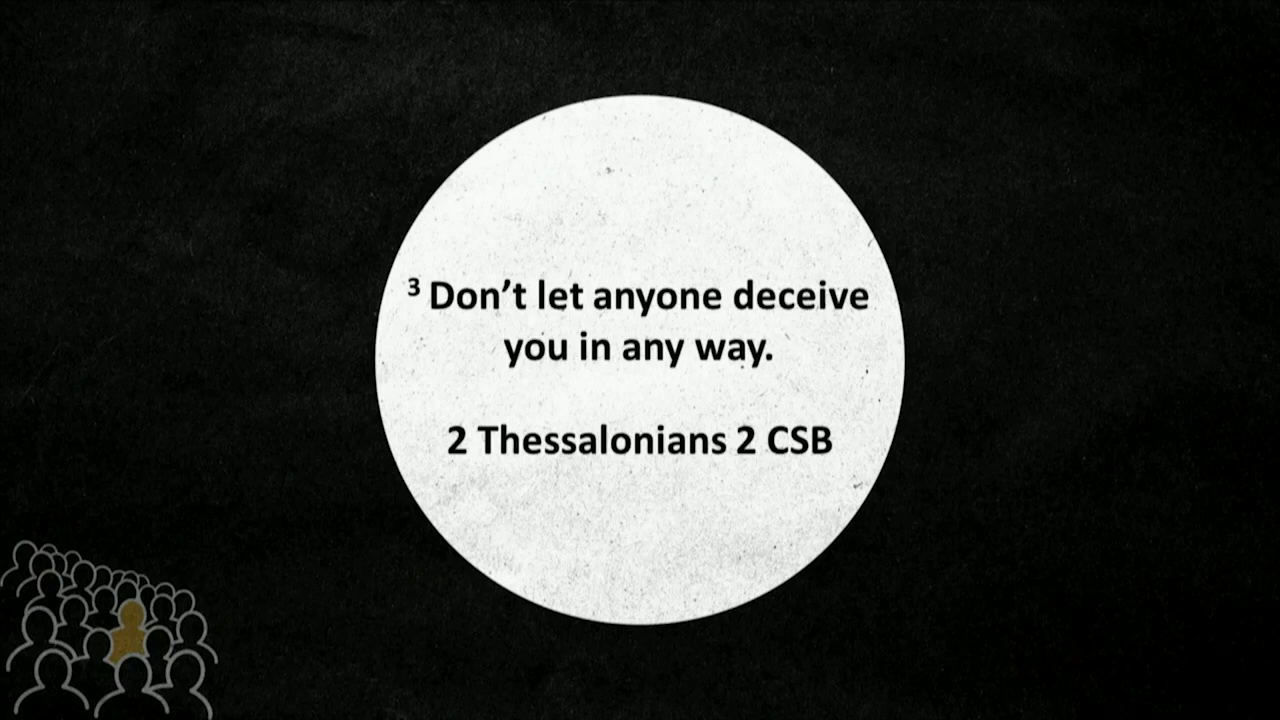 ³ Don’t let anyone deceive
you in any way.
2 Thessalonians 2 CSB